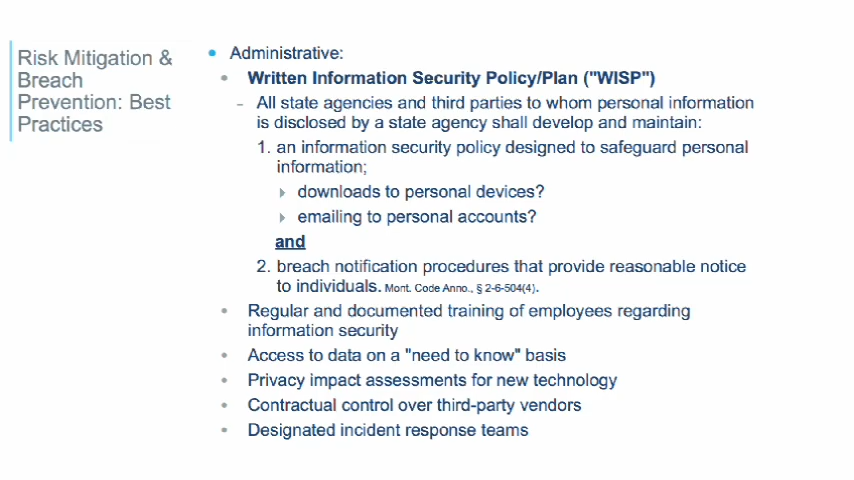 Risk Mitigation &
Breach
Prevention: Best
Practices
Administrative:
Written Information Security Policy/Plan ("WISP")
All state agencies and third parties to whom personal information
is disclosed by a state agency shall develop and maintain:
1. an information security policy designed to safeguard personal
information;
downloads to personal devices?
emailing to personal accounts?
and
2. breach notification procedures that provide reasonable notice
to individuals. Mont. Code Anno., § 2-6-504(4).
Regular and documented training of employees regarding
information security
Access to data on a "need to know" basis
Privacy impact assessments for new technology
Contractual control over third-party vendors
Designated incident response teams